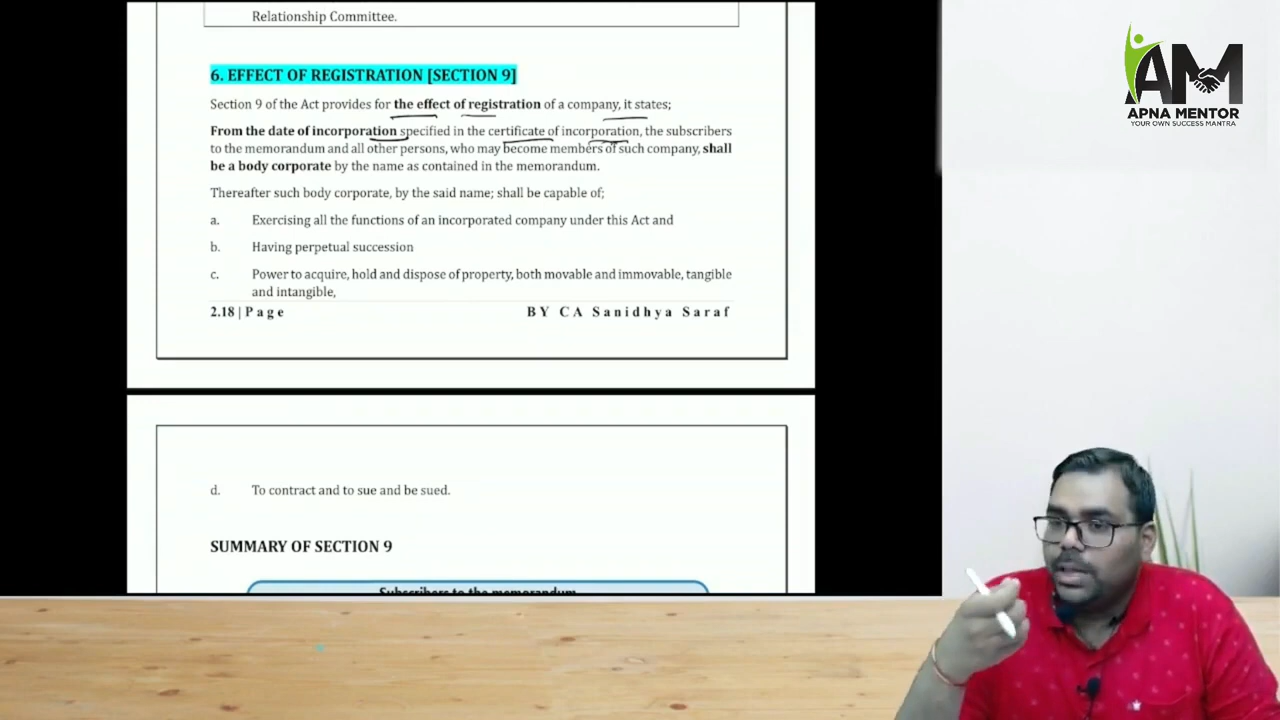 Relationship Committee.
6. EFFECT OF REGISTRATION [SECTION 9]
Section 9 of the Act provides for the effect of registration of a company, it states;
From the date of incorporation specified in the certificate of incorporation, the subscribers
to the memorandum and all other persons, who may become members of such company, shall
be a body corporate by the name as contained in the memorandum.
Thereafter such body corporate, by the said name; shall be capable of;
a. Exercising all the functions of an incorporated company under this Act and
b. Having perpetual succession
c. Power to acquire, hold and dispose of property, both movable and immovable, tangible
and intangible,
2.18 | Page BY CA Sanidhya Saraf
d. To contract and to sue and be sued.
SUMMARY OF SECTION 9
Subscribers to the memorandum
AM
APNA MENTOR
YOUR OWN SUCCESS MANTRA